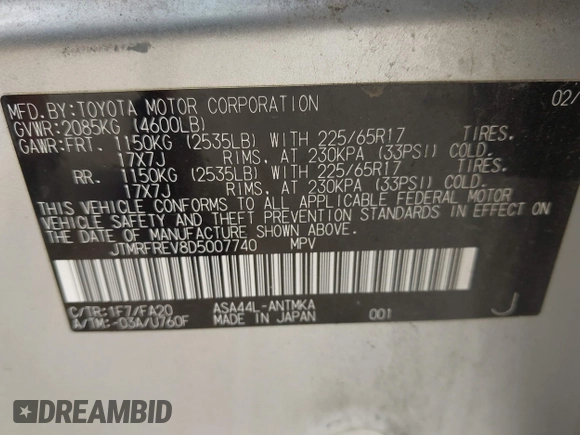 MFD.BY:TOYOTA MOTOR CORPORATION 02/
GVWR:2085KG (4600LB)
GAWR:FRT. 1150KG (2535LB) WITH 225/65R17 TIRES.
17X7J RIMS, AT 230KPA (33PSI) COLD.
RR. 1150KG (2535LB) WITH 225/65R17 TIRES.
17X7J RIMS, AT 230KPA (33PSI) COLD.
THIS VEHICLE CONFORMS TO ALL APPLICABLE FEDERAL MOTOR
VEHICLE SAFETY AND THEFT PREVENTION STANDARDS IN EFFECT ON
THE DATE OF MANUFACTURE SHOWN ABOVE.
JTMRFREV8D5007740 MPV
C/TR:1F7/FA20 ASA44L-ANTMKA J
A/TM:-03A/U760F MADE IN JAPAN 001
DREAMBID